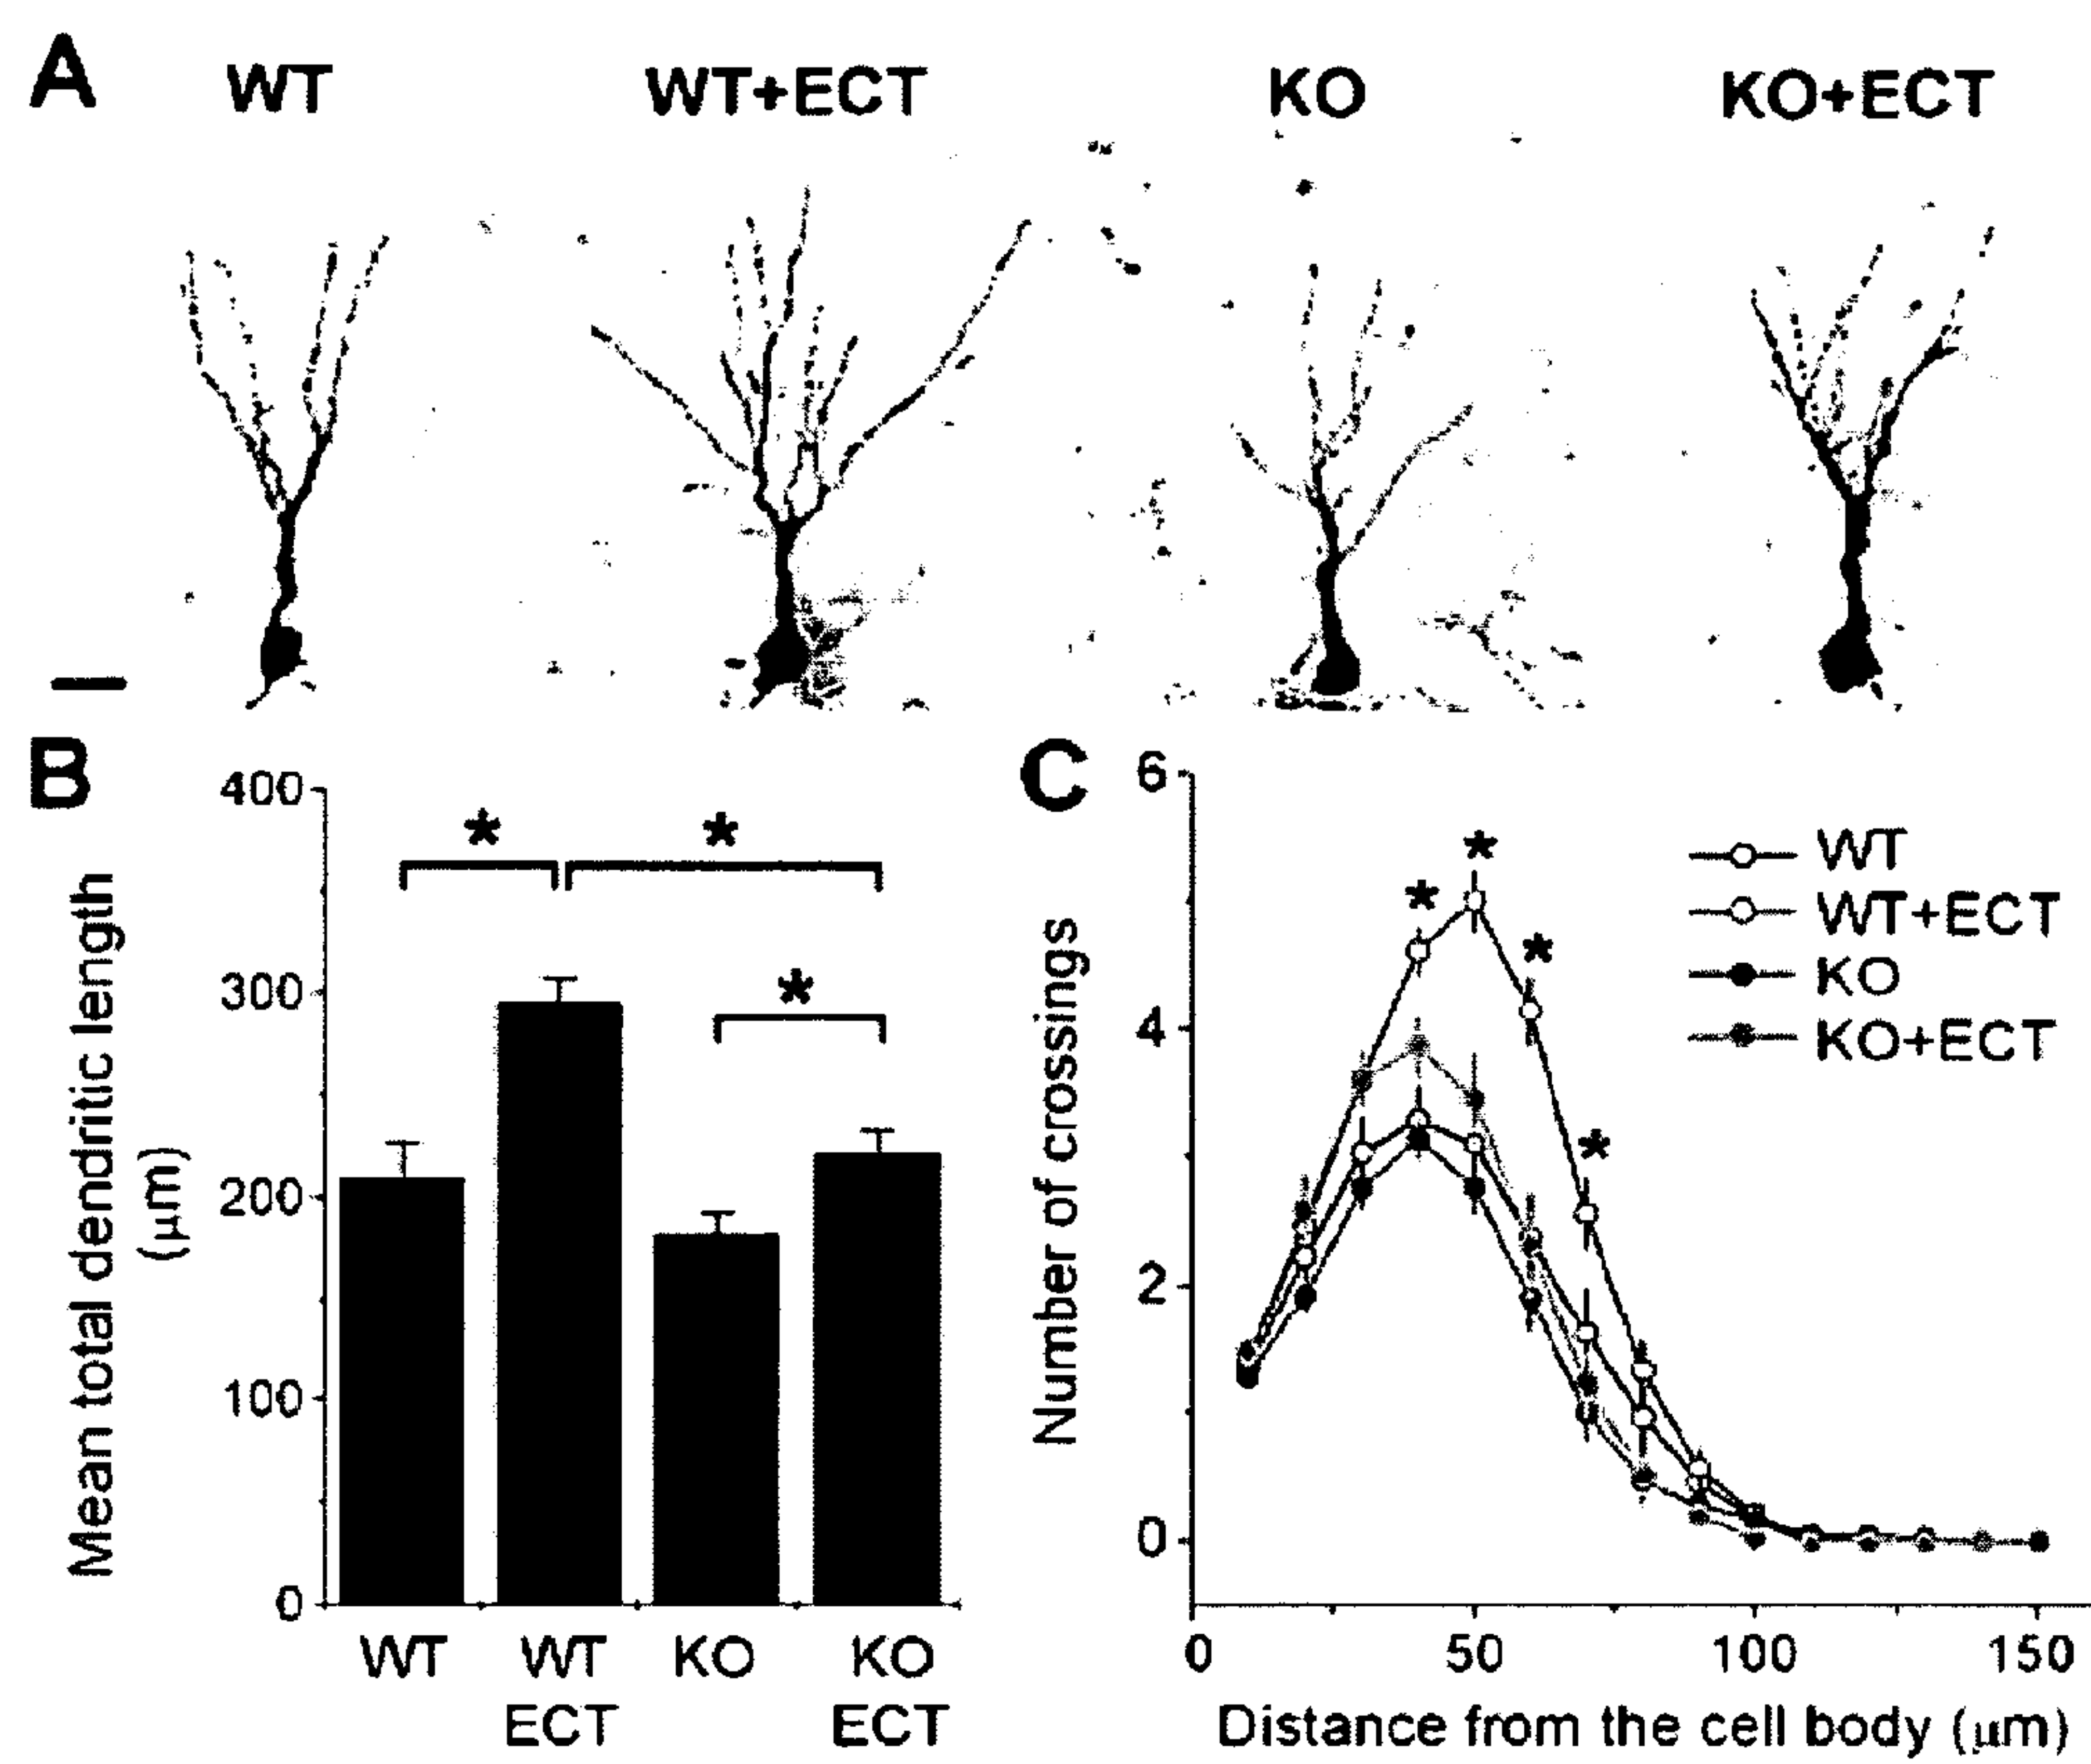 A
WT
WT+ECT
KO
KO+ECT
B
Mean total dendritic length
(μm)
400
300
200
100
0
*
*
*
WT
WT
ECT
KO
KO
ECT
C
Number of crossings
6
4
2
0
*
*
*
*
WT
WT+ECT
KO
KO+ECT
0
50
100
150
Distance from the cell body (μm)